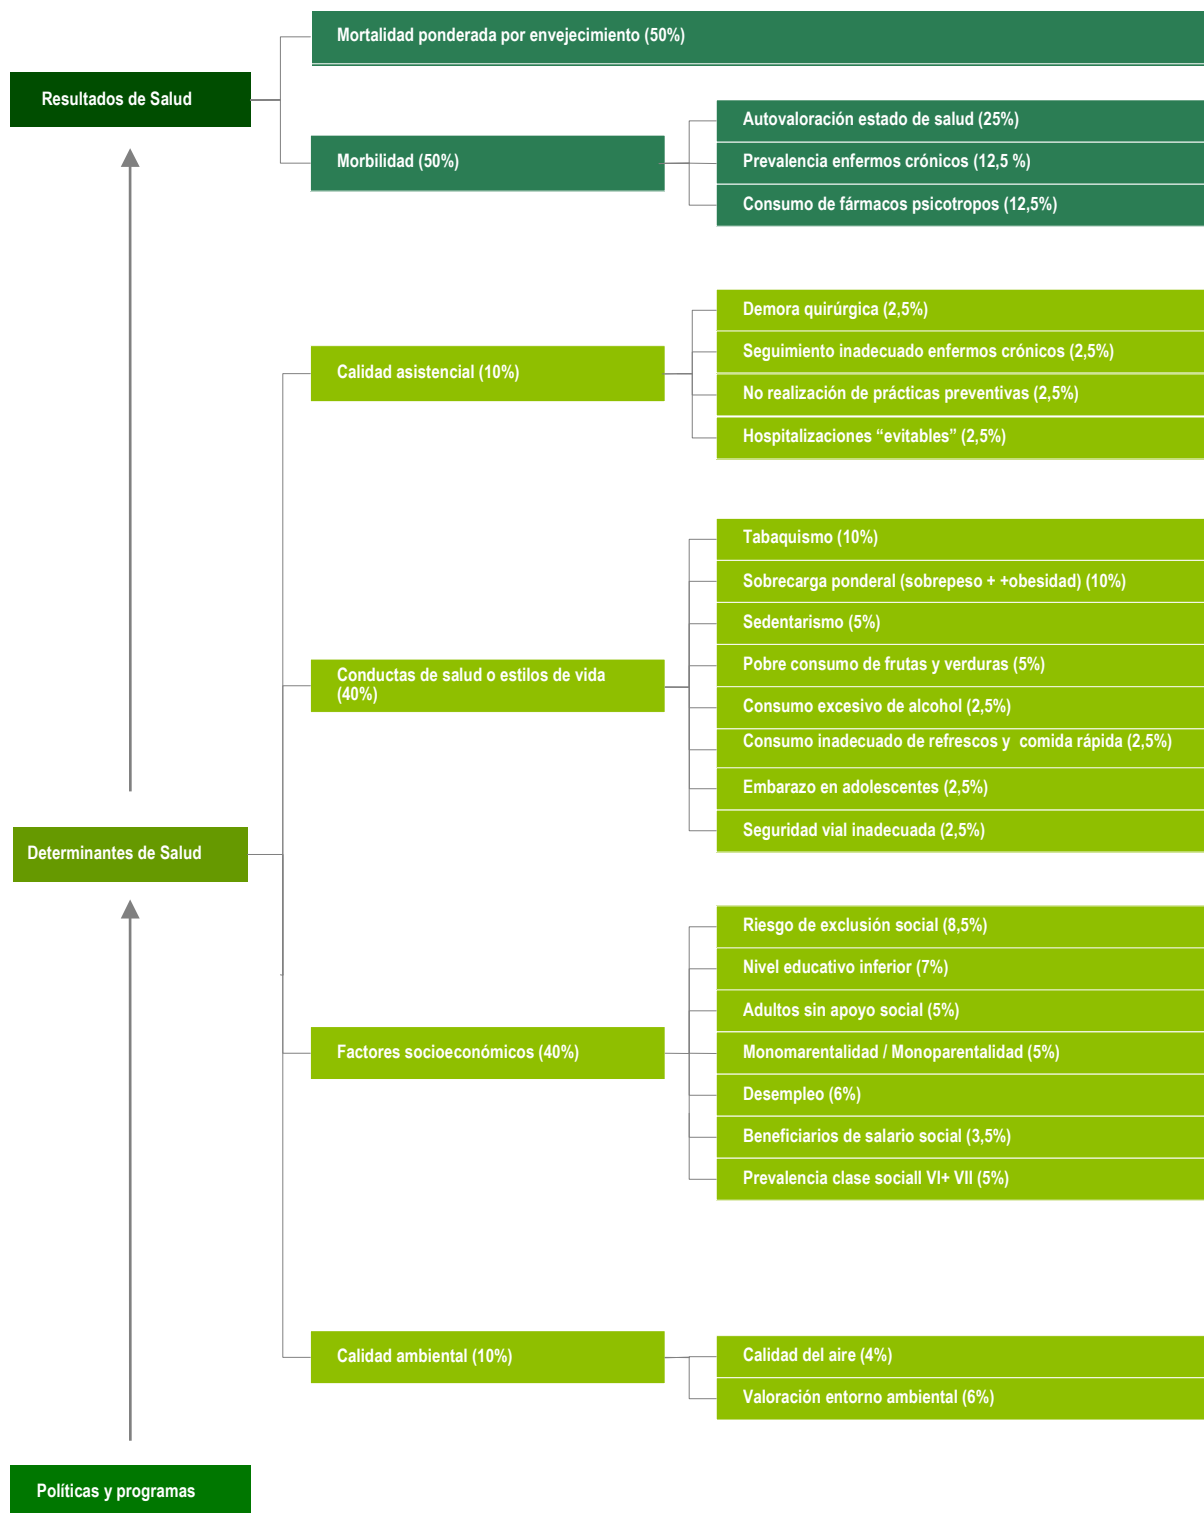 Mortalidad ponderada por envejecimiento (50%)
Resultados de Salud
Morbilidad (50%)
Autovaloración estado de salud (25%)
Prevalencia enfermos crónicos (12,5 %)
Consumo de fármacos psicotropos (12,5%)
Calidad asistencial (10%)
Demora quirúrgica (2,5%)
Seguimiento inadecuado enfermos crónicos (2,5%)
No realización de prácticas preventivas (2,5%)
Hospitalizaciones “evitables” (2,5%)
Conductas de salud o estilos de vida
(40%)
Tabaquismo (10%)
Sobrecarga ponderal (sobrepeso + +obesidad) (10%)
Sedentarismo (5%)
Pobre consumo de frutas y verduras (5%)
Consumo excesivo de alcohol (2,5%)
Consumo inadecuado de refrescos y  comida rápida (2,5%)
Embarazo en adolescentes (2,5%)
Seguridad vial inadecuada (2,5%)
Determinantes de Salud
Factores socioeconómicos (40%)
Riesgo de exclusión social (8,5%)
Nivel educativo inferior (7%)
Adultos sin apoyo social (5%)
Monomarentalidad / Monoparentalidad (5%)
Desempleo (6%)
Beneficiarios de salario social (3,5%)
Prevalencia clase sociall VI+ VII (5%)
Calidad ambiental (10%)
Calidad del aire (4%)
Valoración entorno ambiental (6%)
Políticas y programas